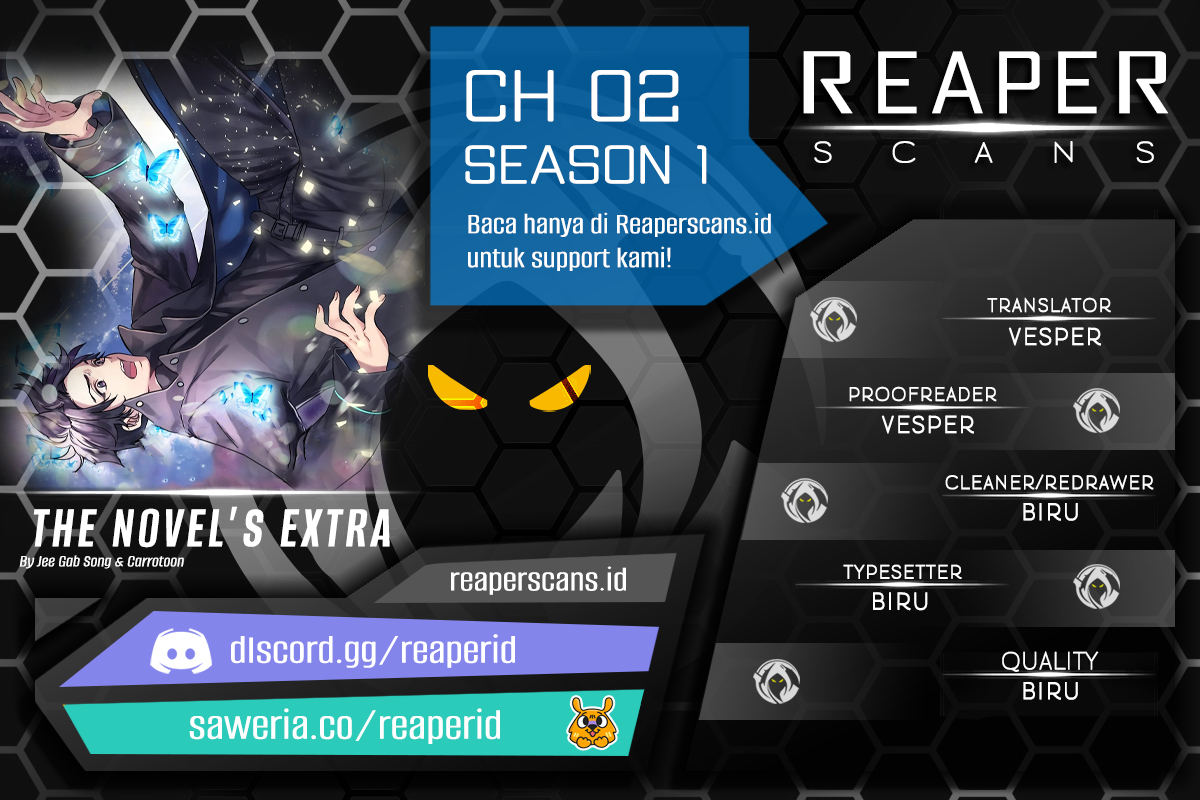 CH 02
SEASON 1
Baca hanya di Reaperscans.id
untuk support kami!
REAPER
SCANS
TRANSLATOR
VESPER
PROOFREADER
VESPER
CLEANER/REDRAWER
BIRU
TYPESETTER
BIRU
QUALITY
BIRU
THE NOVEL'S EXTRA
By Jee Gab Song & Carrotoon
reaperscans.id
dIscord.gg/reaperid
saweria.co/reaperid